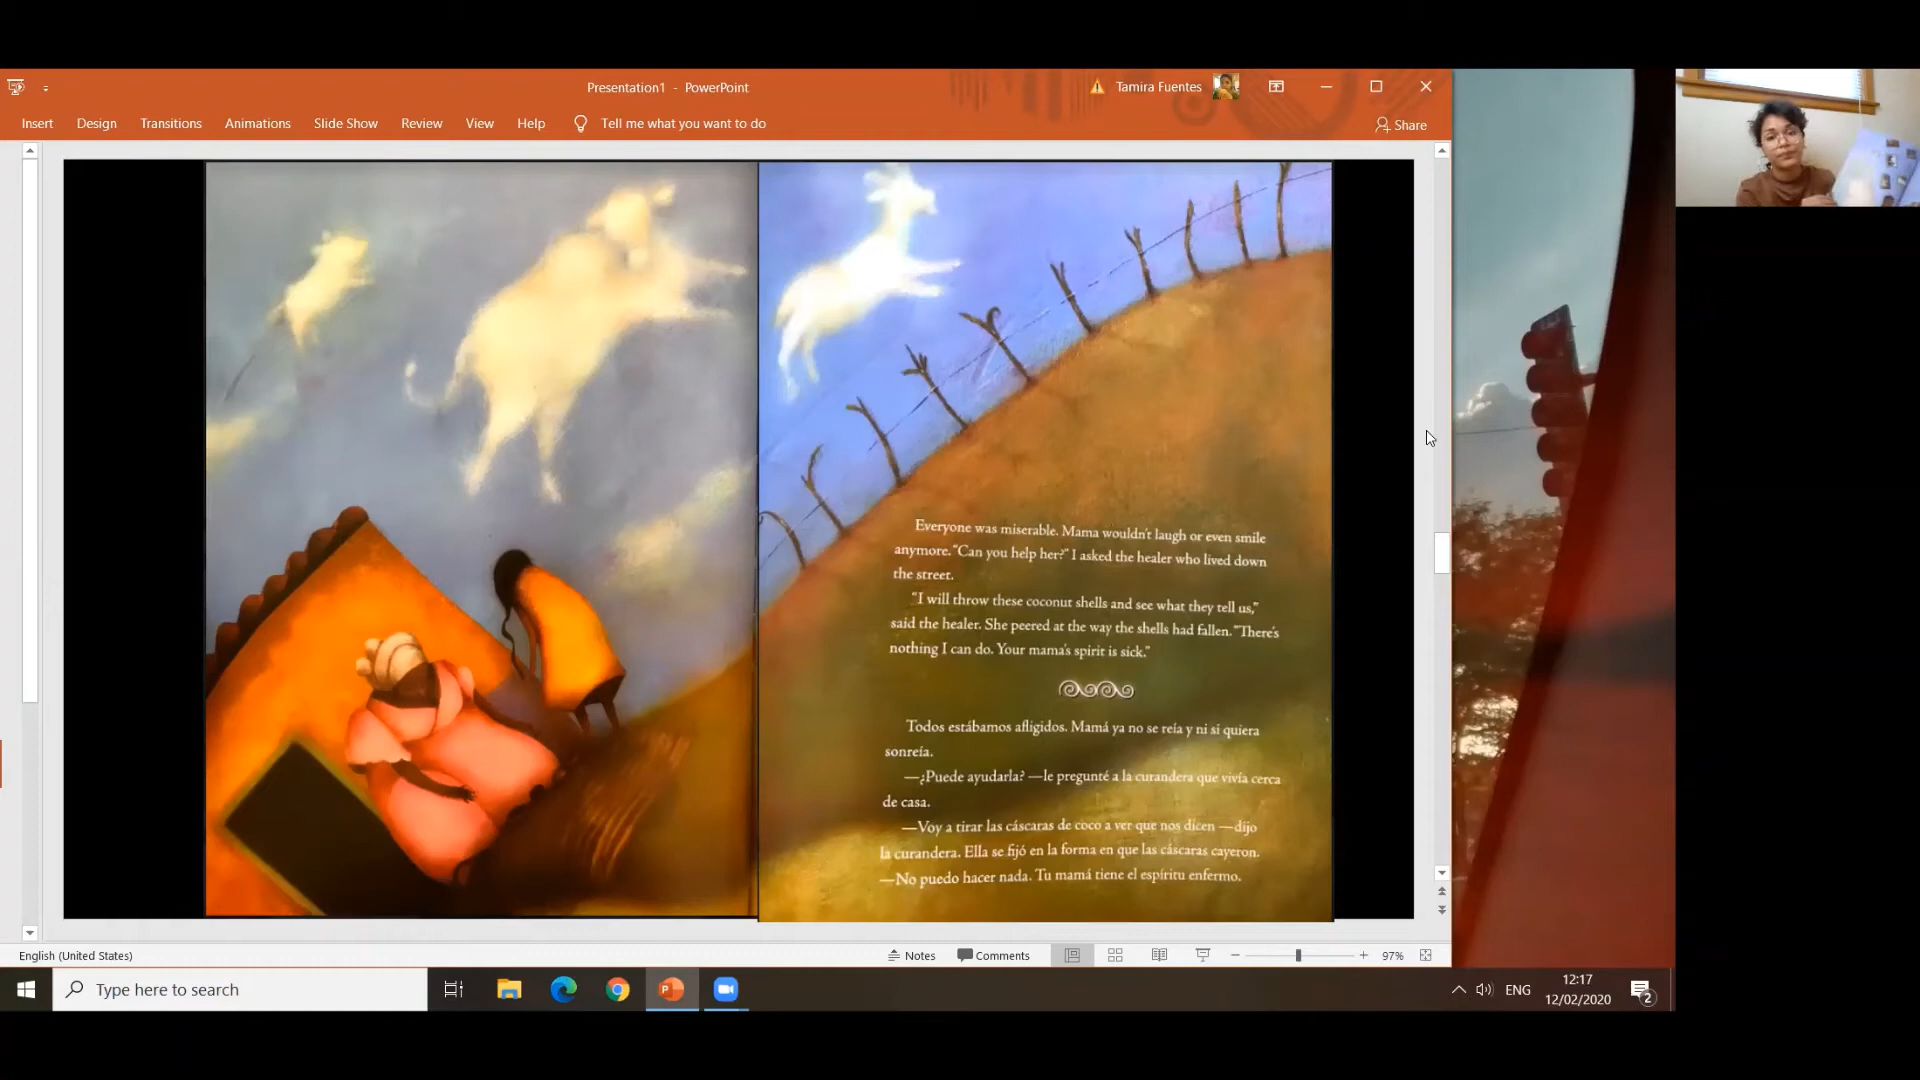 Presentation1 - PowerPoint
Tamira Fuentes
Insert
Design
Transitions
Animations
Slide Show
Review
View
Help
Tell me what you want to do
Share
Everyone was miserable. Mama wouldn't laugh or even smile
anymore. "Can you help her?" I asked the healer who lived down
the street.
"I will throw these coconut shells and see what they tell us,"
said the healer. She peered at the way the shells had fallen. "There's
nothing I can do. Your mama's spirit is sick."
Todos estábamos afligidos. Mamá ya no se reía y ni si quiera
sonreía.
—¿Puede ayudarla? —le pregunté a la curandera que vivía cerca
de casa.
—Voy a tirar las cáscaras de coco a ver que nos dicen —dijo
la curandera. Ella se fijó en la forma en que las cáscaras cayeron.
—No puedo hacer nada. Tu mamá tiene el espíritu enfermo.
English (United States)
Notes
Comments
97%
Type here to search
ENG
12:17
12/02/2020
2